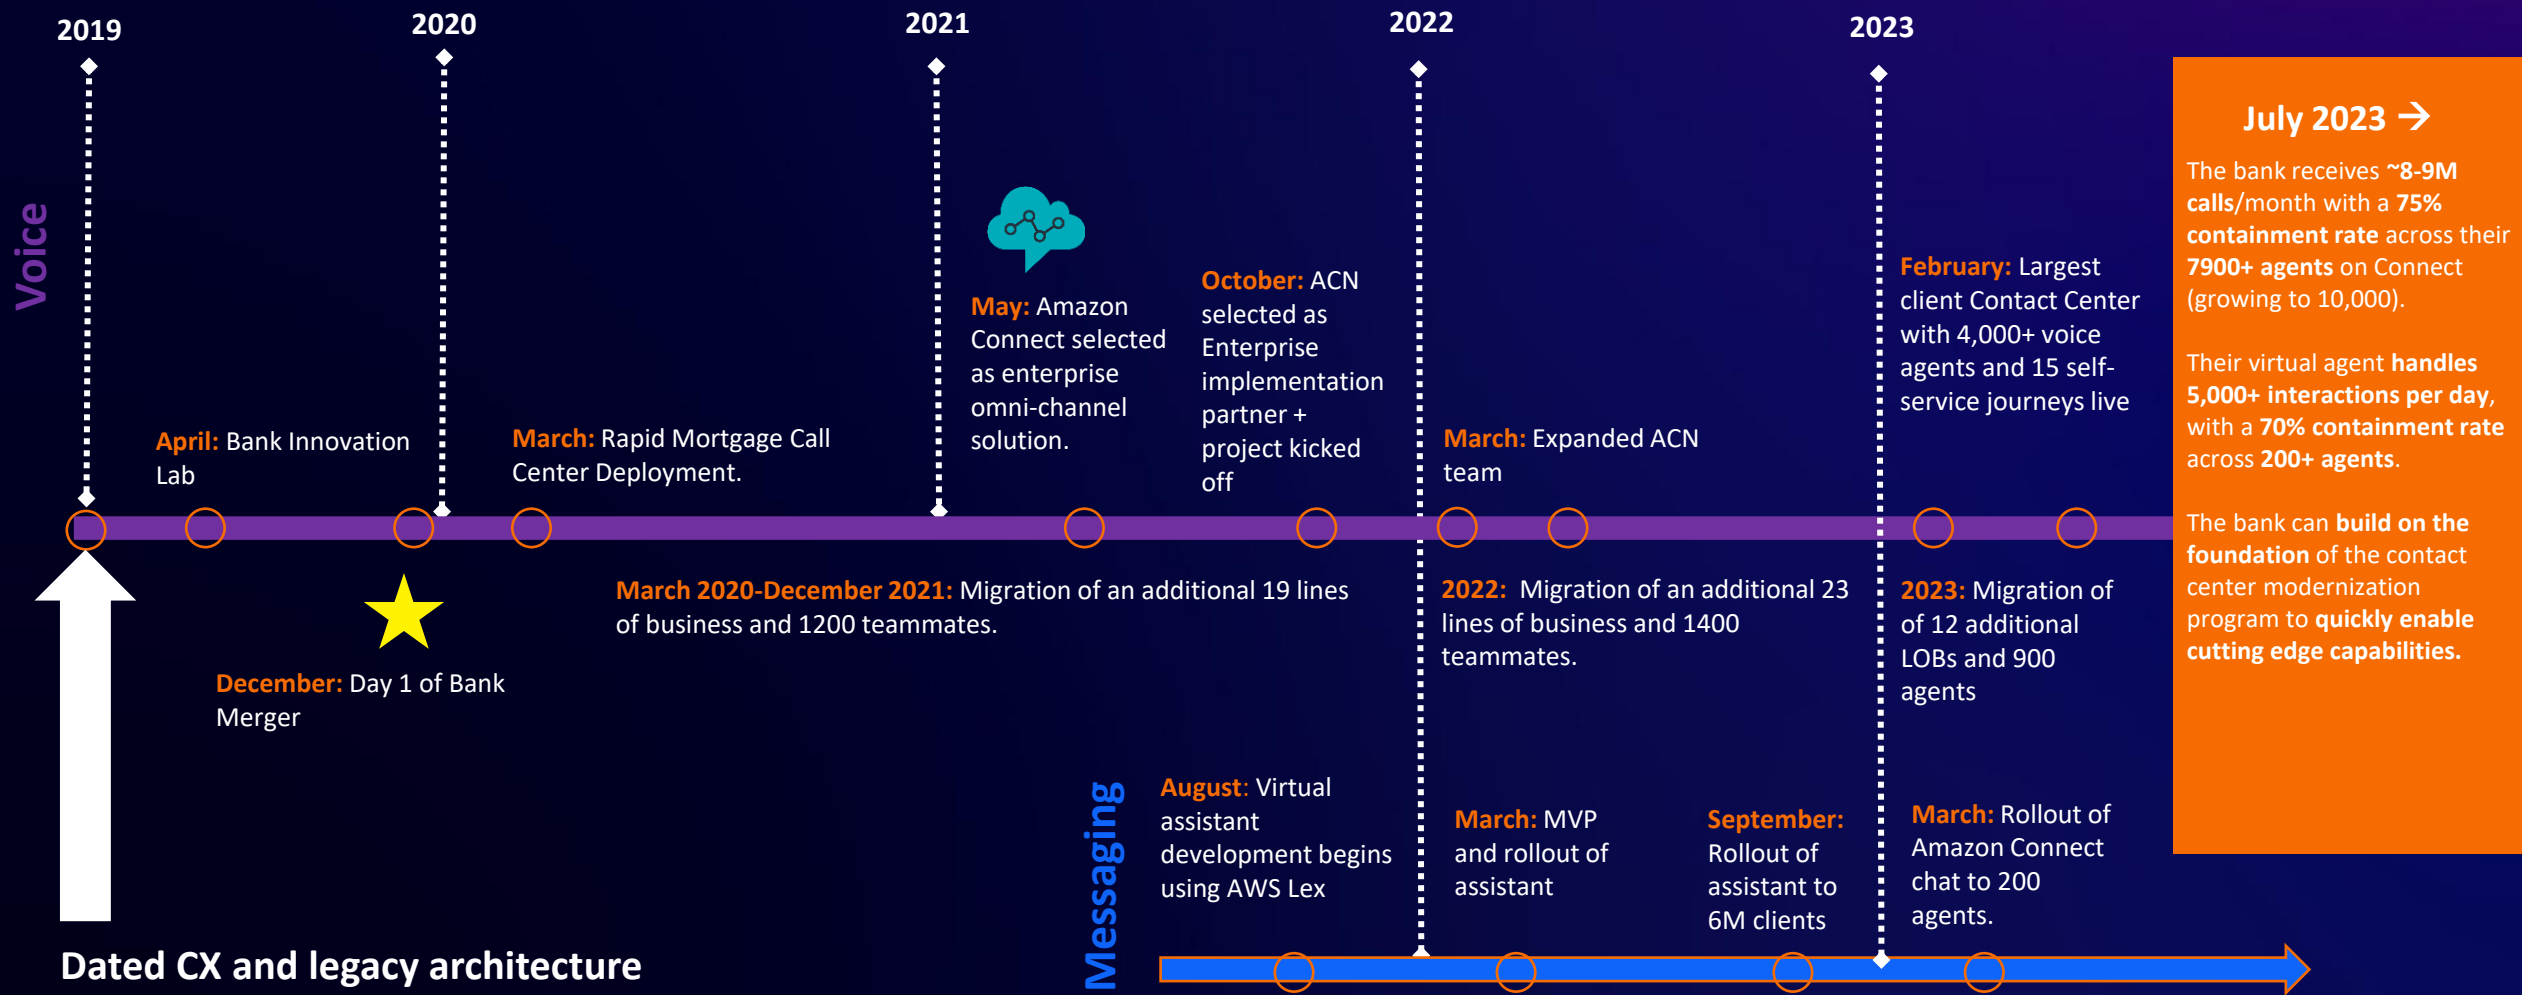 2019
2020
2021
2022
2023
Voice
April: Bank Innovation
Lab
December: Day 1 of Bank
Merger
March: Rapid Mortgage Call
Center Deployment.
March 2020-December 2021: Migration of an additional 19 lines
of business and 1200 teammates.
May: Amazon
Connect selected
as enterprise
omni-channel
solution.
October: ACN
selected as
Enterprise
implementation
partner +
project kicked
off
March: Expanded ACN
team
2022: Migration of an additional 23
lines of business and 1400
teammates.
February: Largest
client Contact Center
with 4,000+ voice
agents and 15 self-
service journeys live
2023: Migration of
of 12 additional
LOBs and 900
agents
Dated CX and legacy architecture
Messaging
August: Virtual
assistant
development begins
using AWS Lex
March: MVP
and rollout of
assistant
September:
Rollout of
assistant to
6M clients
March: Rollout of
Amazon Connect
chat to 200
agents.
July 2023 →
The bank receives ~8-9M
calls/month with a 75%
containment rate across their
7900+ agents on Connect
(growing to 10,000).
Their virtual agent handles
5,000+ interactions per day,
with a 70% containment rate
across 200+ agents.
The bank can build on the
foundation of the contact
center modernization
program to quickly enable
cutting edge capabilities.